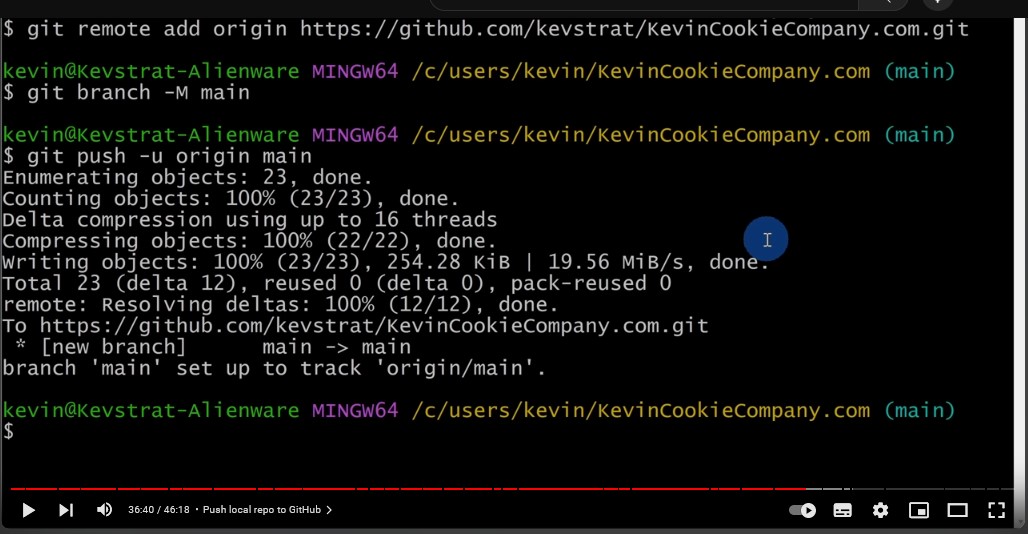 $ git remote add origin https://github.com/kevstrat/KevinCookieCompany.com.git
kevin@Kevstrat-Alienware MINGW64 /c/users/kevin/KevinCookieCompany.com (main)
$ git branch -M main
kevin@Kevstrat-Alienware MINGW64 /c/users/kevin/KevinCookieCompany.com (main)
$ git push -u origin main
Enumerating objects: 23, done.
Counting objects: 100% (23/23), done.
Delta compression using up to 16 threads
Compressing objects: 100% (22/22), done.
Writing objects: 100% (23/23), 254.28 KiB | 19.56 MiB/s, done.
Total 23 (delta 12), reused 0 (delta 0), pack-reused 0
remote: Resolving deltas: 100% (12/12), done.
To https://github.com/kevstrat/KevinCookieCompany.com.git
 * [new branch]      main -> main
branch 'main' set up to track 'origin/main'.
kevin@Kevstrat-Alienware MINGW64 /c/users/kevin/KevinCookieCompany.com (main)
$
36:40 / 46:18 • Push local repo to GitHub >